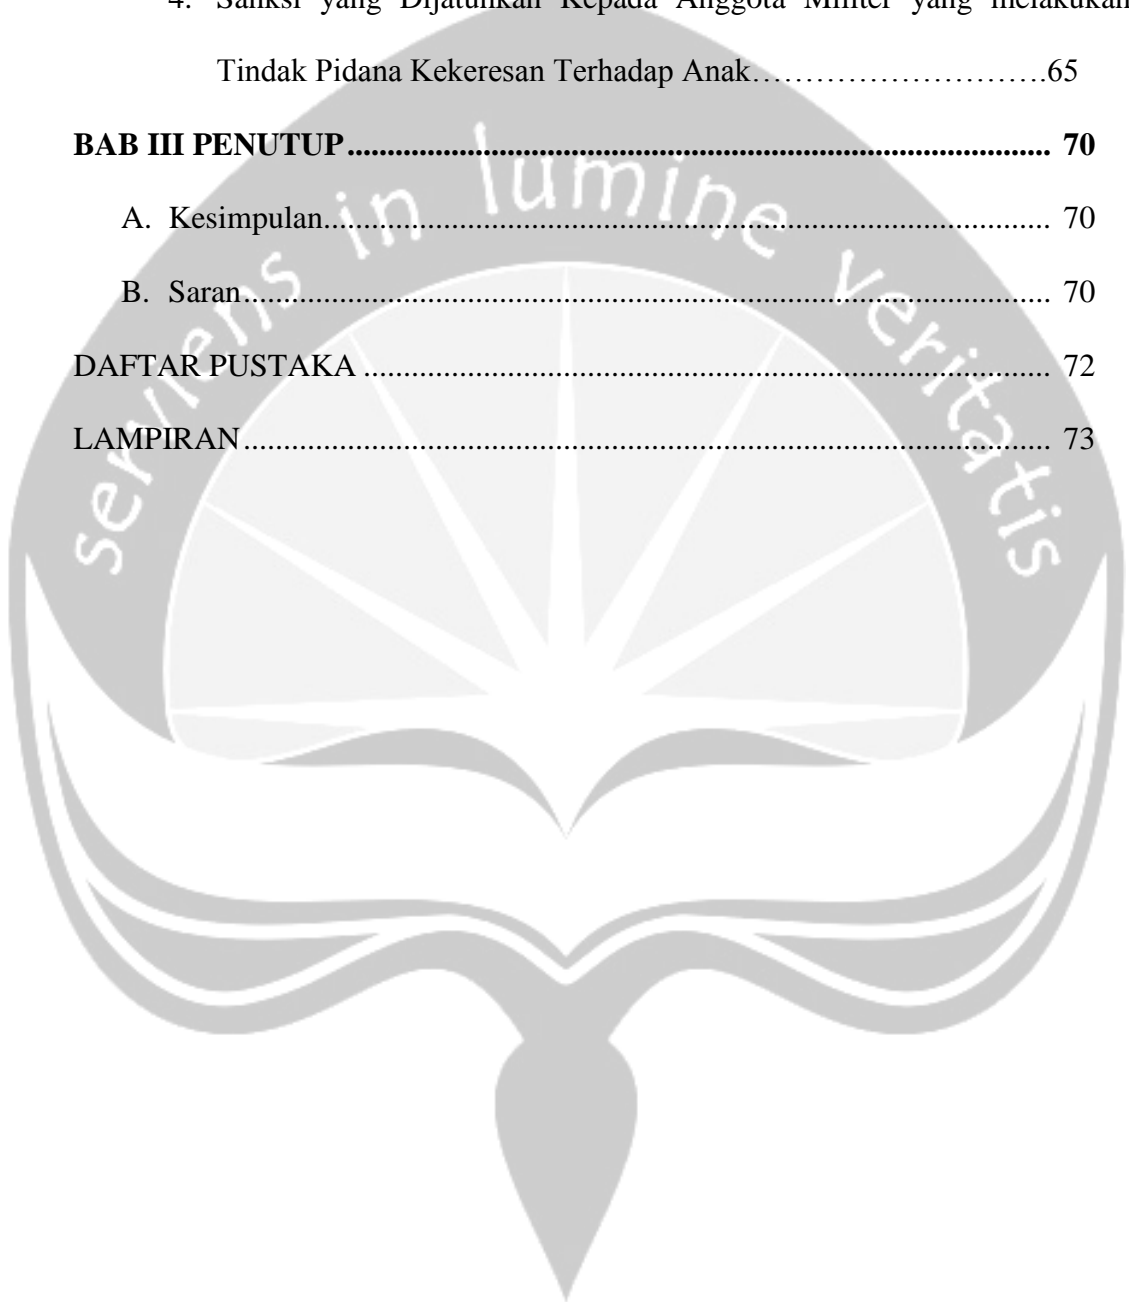 4. Sanksi yang Dijatuhkan Kepada Anggota Militer yang melakukan
Tindak Pidana Kekeresan Terhadap Anak……………………….65
BAB III PENUTUP.................................................................................... 70
A. Kesimpulan...................................................................................... 70
B. Saran................................................................................................ 70
DAFTAR PUSTAKA .................................................................................. 72
LAMPIRAN................................................................................................ 73
serviens in lumine veritatis